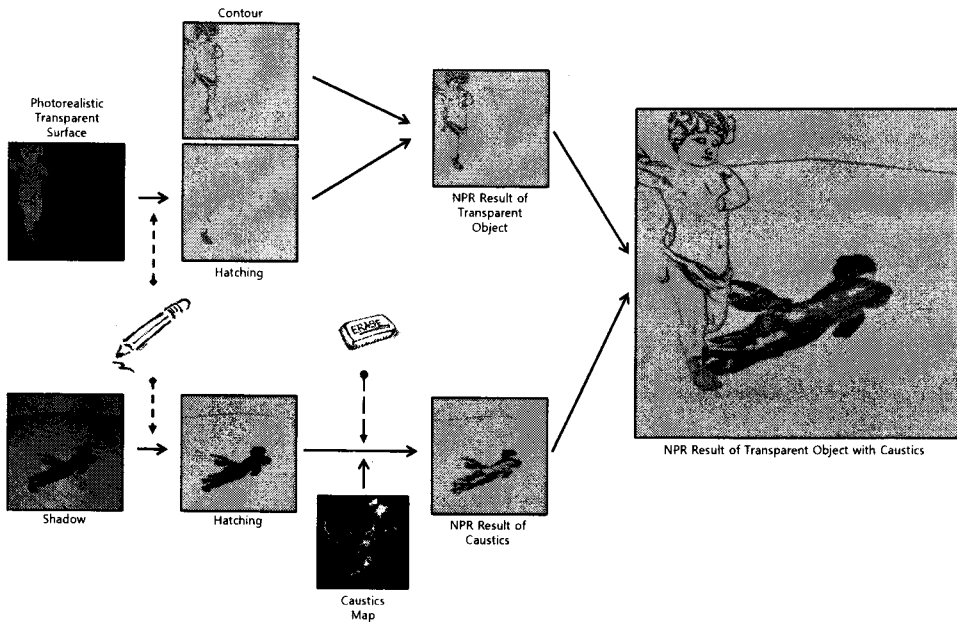 Contour
Photorealistic
Transparent
Surface
Hatching
NPR Result of
Transparent
Object
ERASE
Shadow
Hatching
Caustics
Map
NPR Result of
Caustics
NPR Result of Transparent Object with Caustics